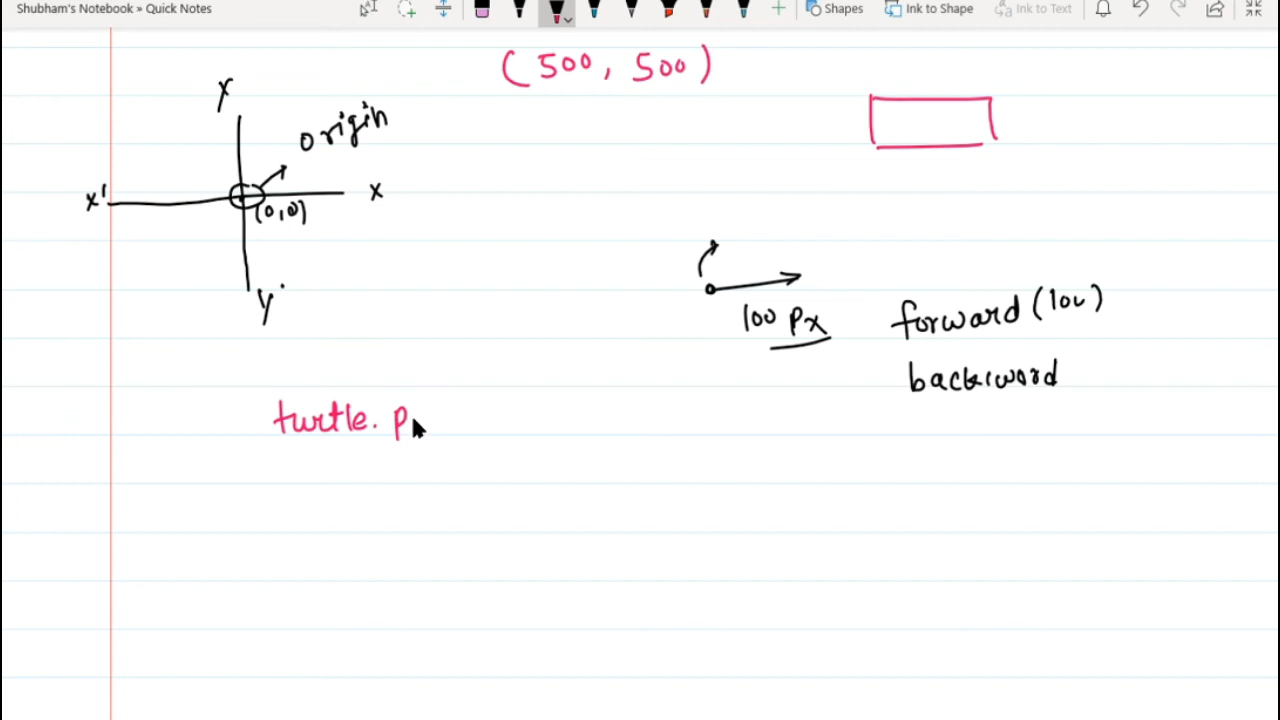 Shubham's Notebook » Quick Notes
Shapes
Ink to Shape
Ink to Text
(500, 500)
Y
origin
x' x
(0,0)
y'
100 px
forward (100)
backword
turtle. p